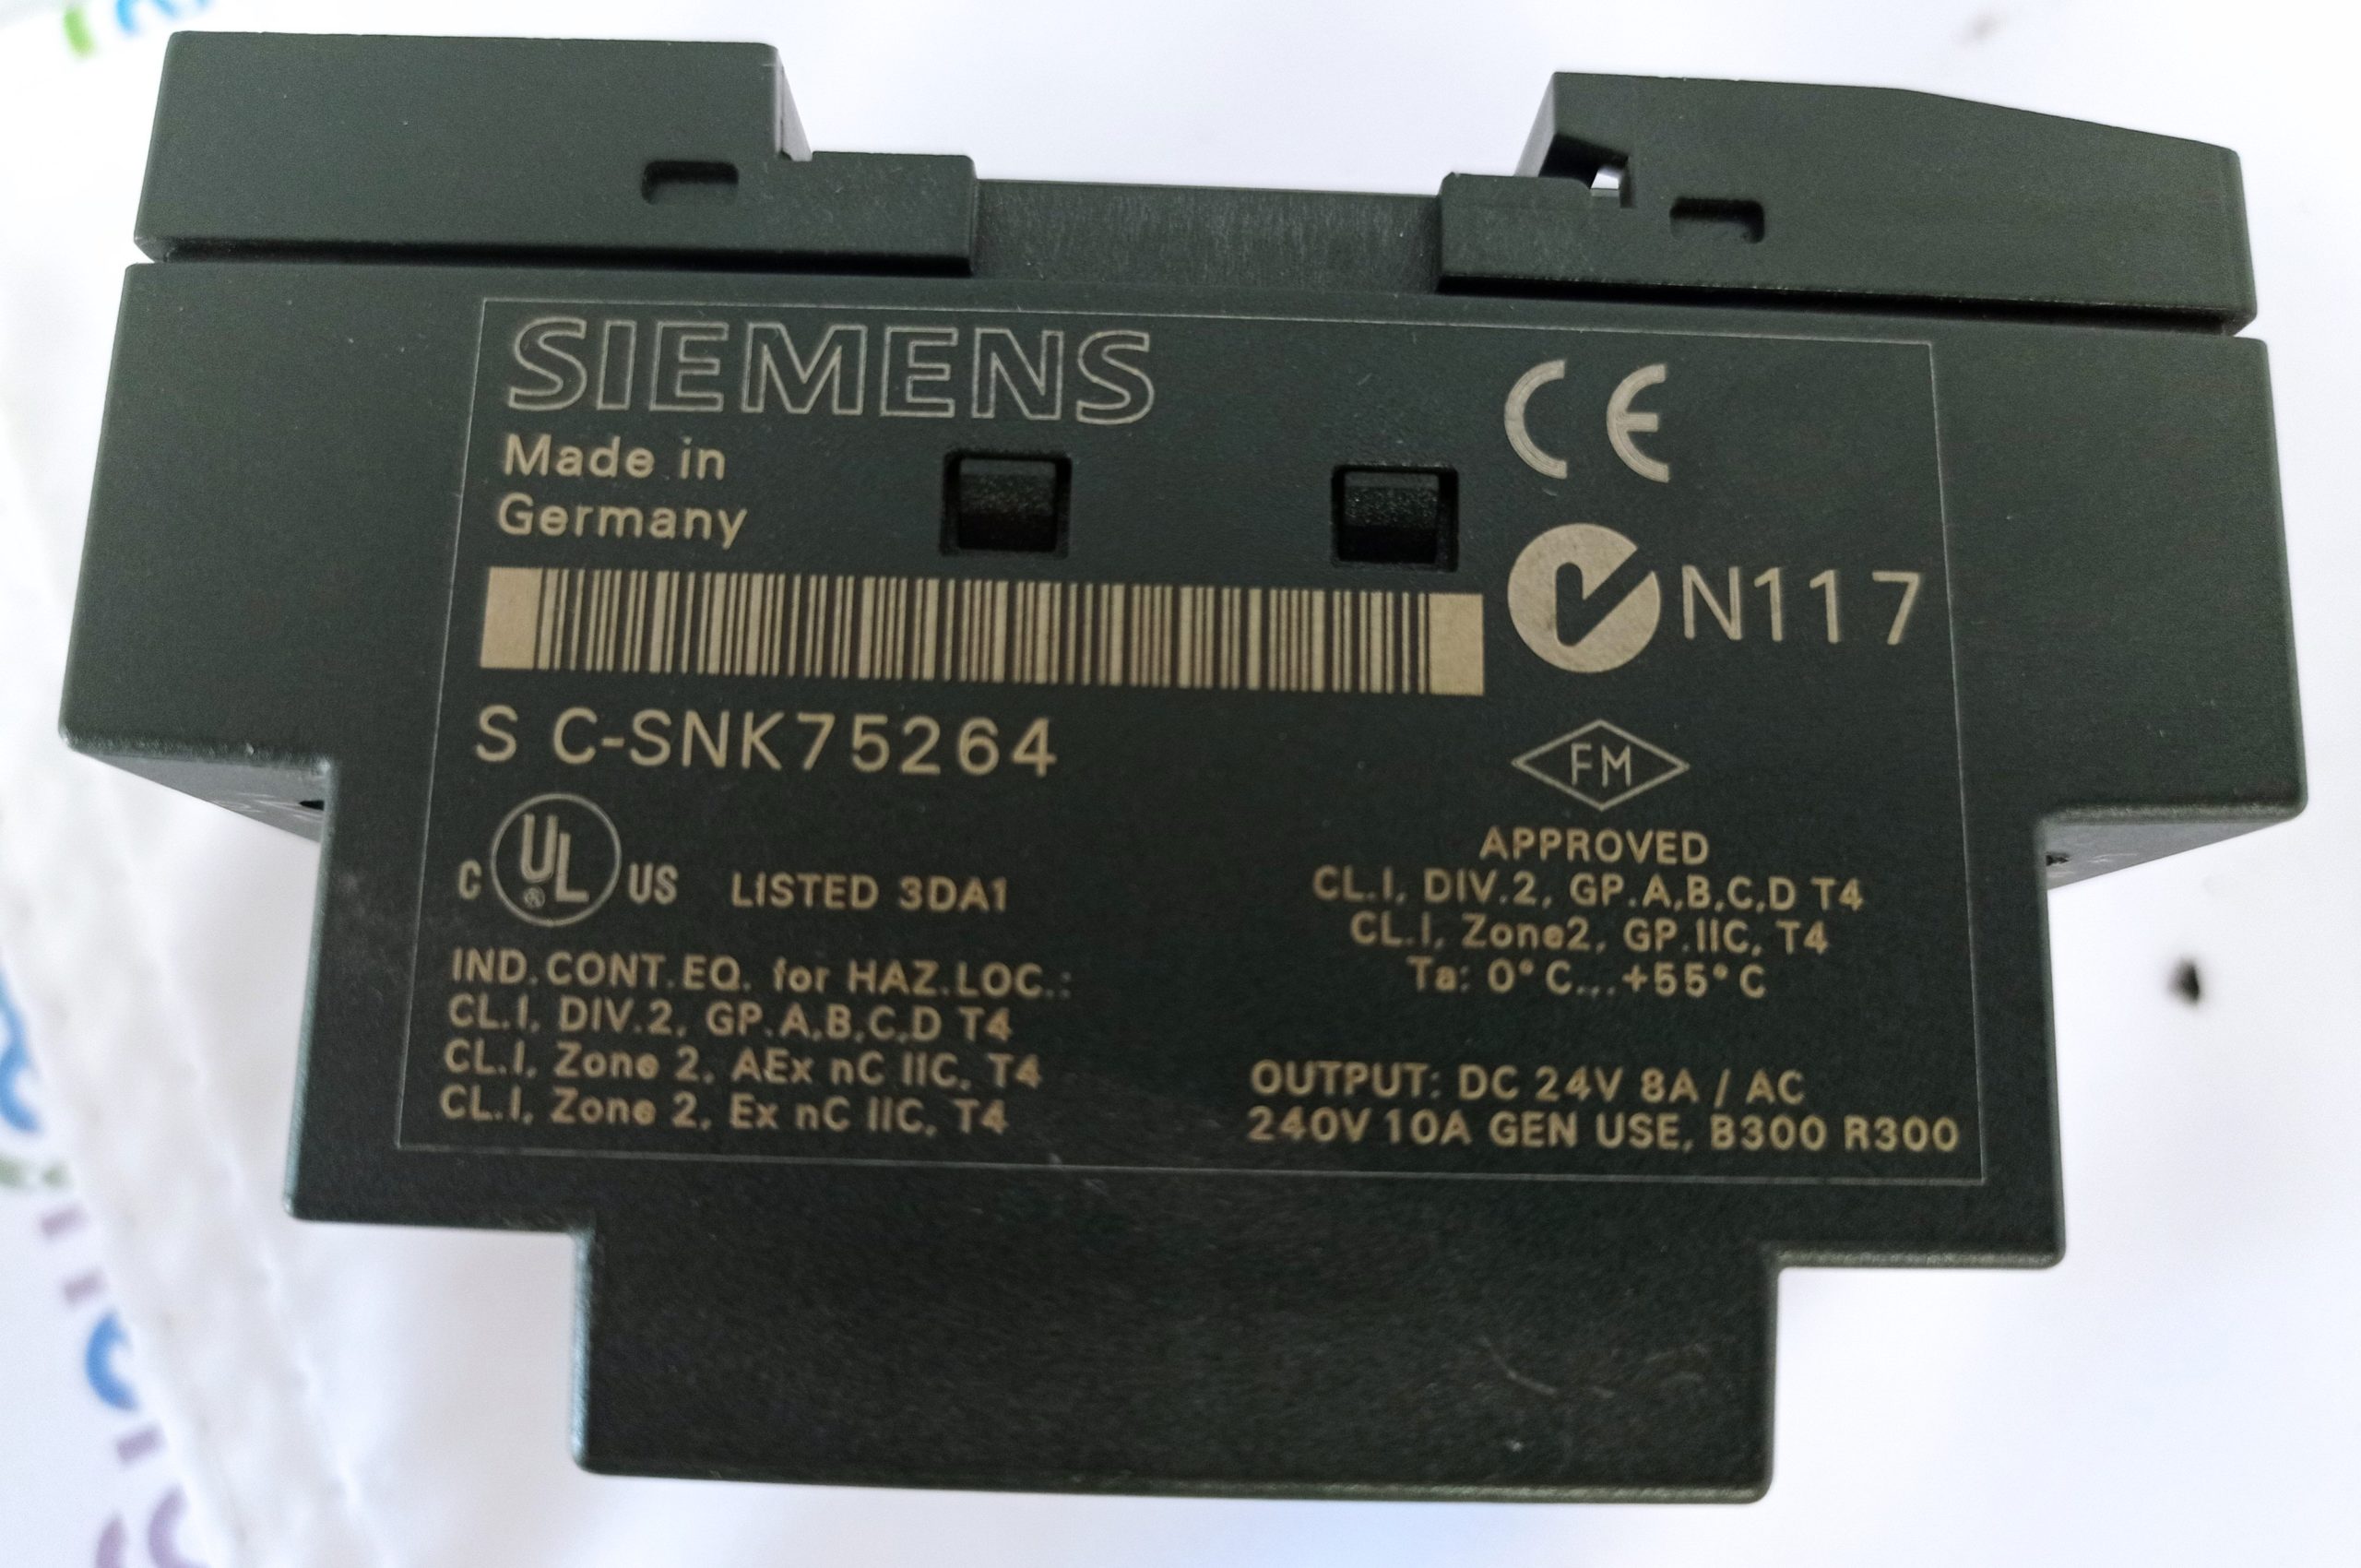 SIEMENS
Made in
Germany
CE
N117
S C-SNK75264
FM
APPROVED
CL.I, DIV.2, GP.A,B,C,D T4
CL.I, Zone2, GP.IIC, T4
Ta: 0°C...+55°C
C UL ® US LISTED 3DA1
IND.CONT.EQ. for HAZ.LOC.:
CL.I, DIV.2, GP.A,B,C,D T4
CL.I, Zone 2, AEx nC IIC, T4
CL.I, Zone 2, Ex nC IIC, T4
OUTPUT: DC 24V 8A / AC
240V 10A GEN USE, B300 R300